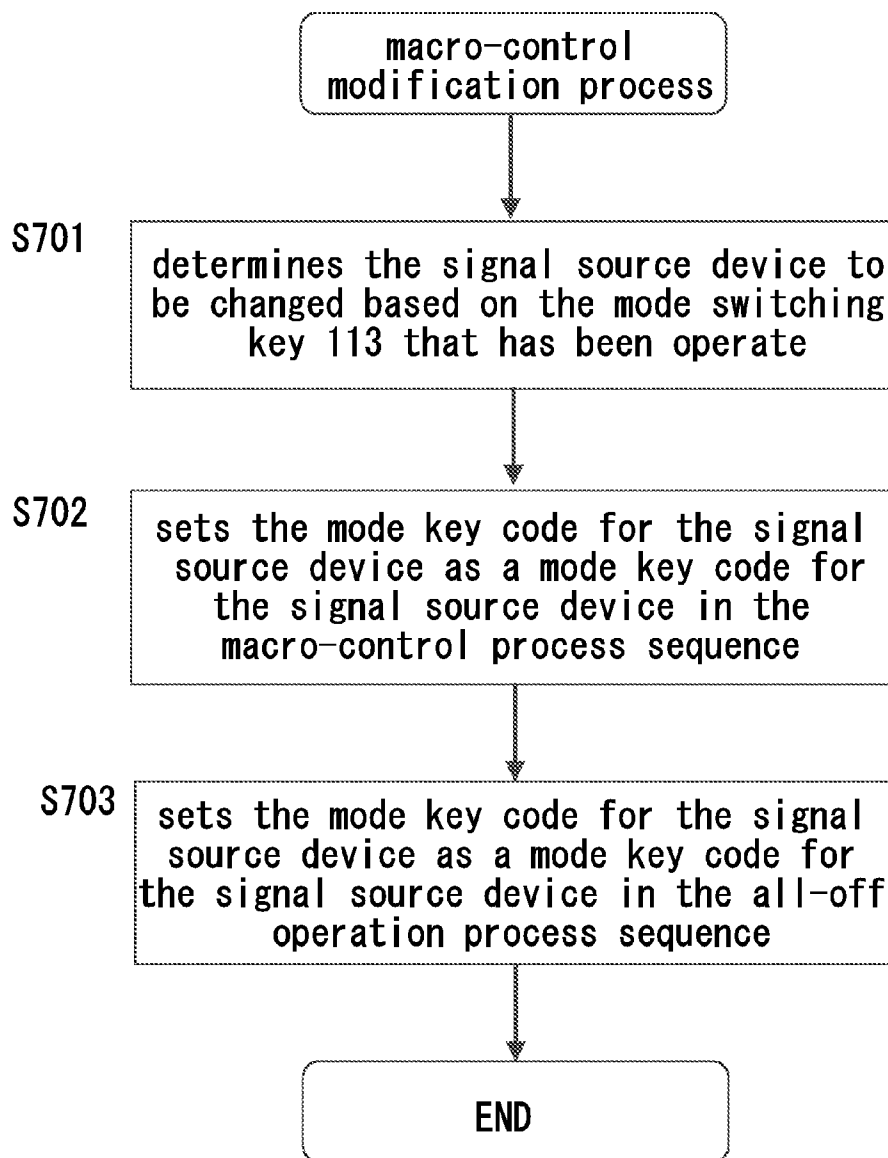 macro-control
modification process
S701
determines the signal source device to
be changed based on the mode switching
key 113 that has been operate
S702
sets the mode key code for the signal
source device as a mode key code for
the signal source device in the
macro-control process sequence
S703
sets the mode key code for the signal
source device as a mode key code for
the signal source device in the all-off
operation process sequence
END